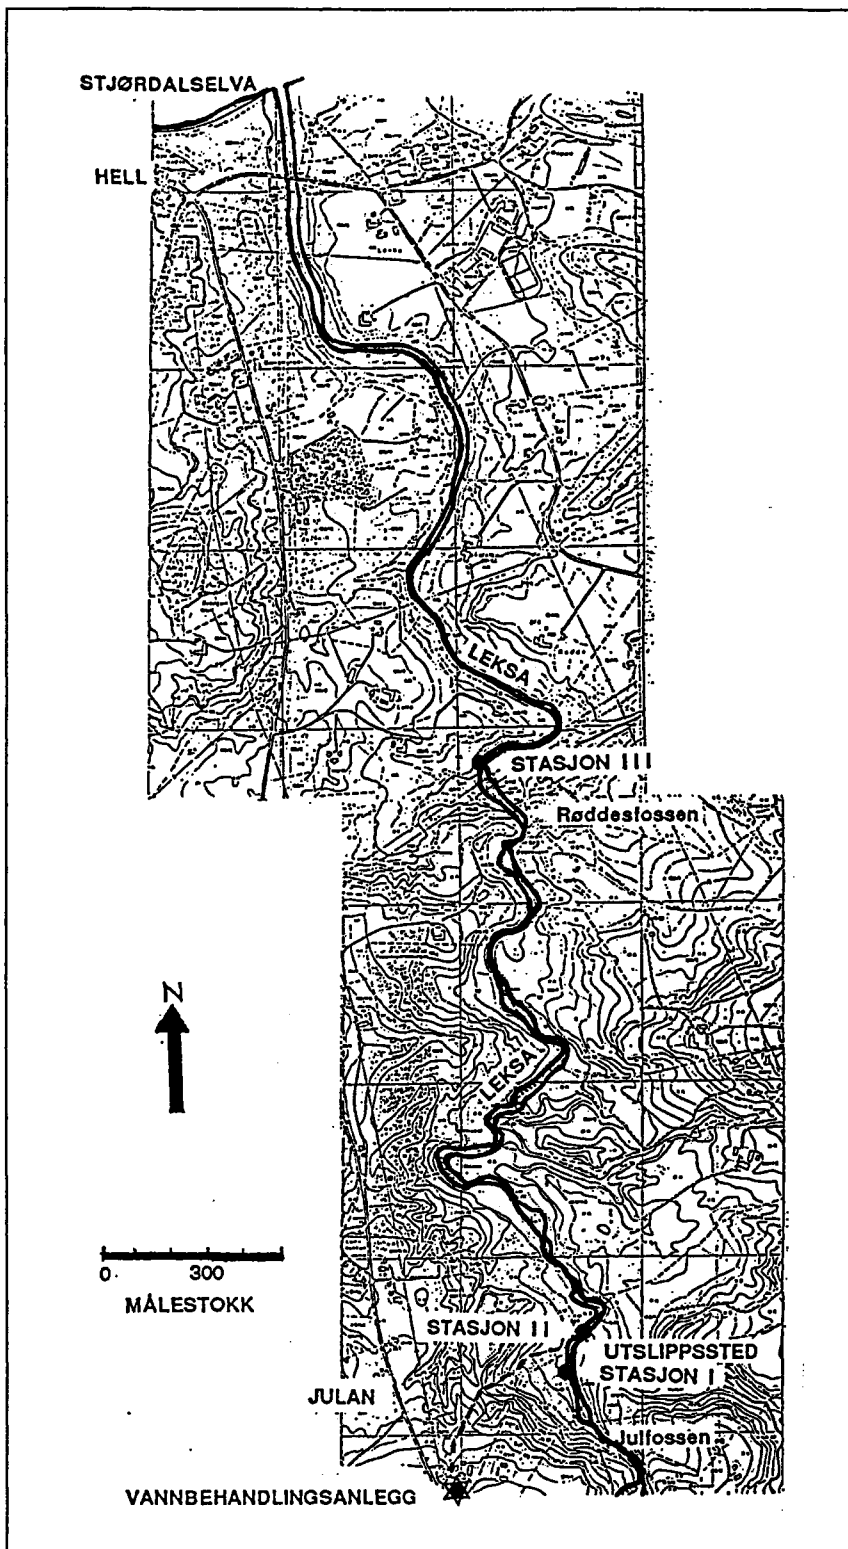 STJØRDALSELVA
HELL
LEKSA
STASJON III
Røddesfossen
N
LEKSA
0 300
MÅLESTOKK
STASJON II
UTSLIPPSSTED
STASJON I
JULAN
Julfossen
VANNBEHANDLINGSANLEGG